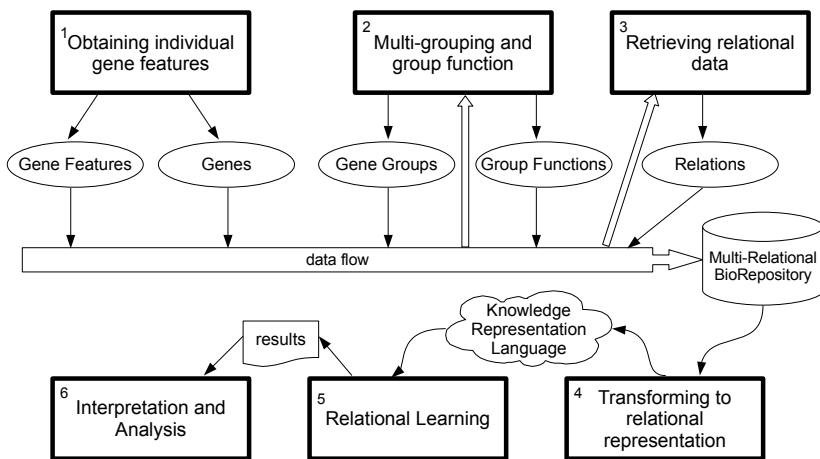 1 Obtaining individual
gene features
2 Multi-grouping and
group function
3 Retrieving relational
data
Gene Features
Genes
Gene Groups
Group Functions
Relations
data flow
Multi-Relational
BioRepository
Knowledge
Representation
Language
results
6 Interpretation and
Analysis
5 Relational Learning
4 Transforming to
relational
representation